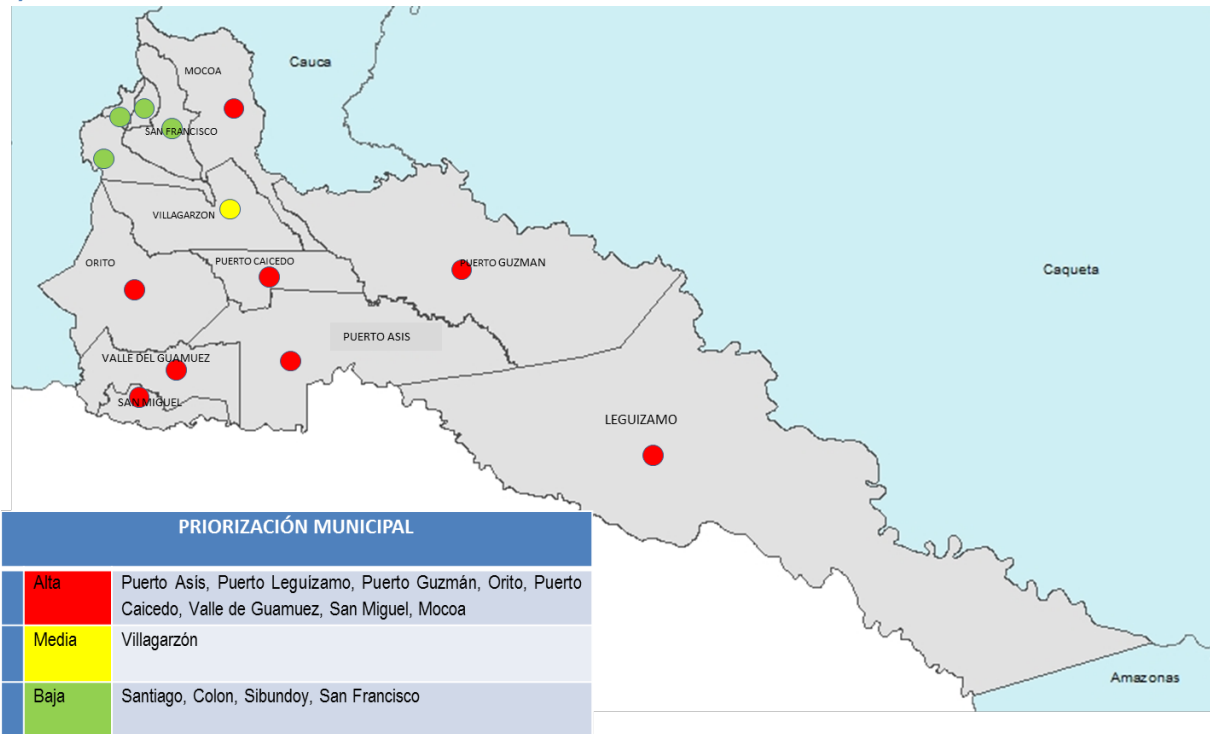 Cauca
MOCOA
SAN FRANCISCO
VILLAGARZON
ORITO
PUERTO CAICEDO
PUERTO GUZMAN
Caqueta
PUERTO ASIS
VALLE DEL GUAMUEZ
SAN MIGUEL
LEGUIZAMO
Amazonas
PRIORIZACIÓN MUNICIPAL
Alta
Puerto Asís, Puerto Leguízamo, Puerto Guzmán, Orito, Puerto
Caicedo, Valle de Guamuez, San Miguel, Mocoa
Media
Villagarzón
Baja
Santiago, Colon, Sibundoy, San Francisco